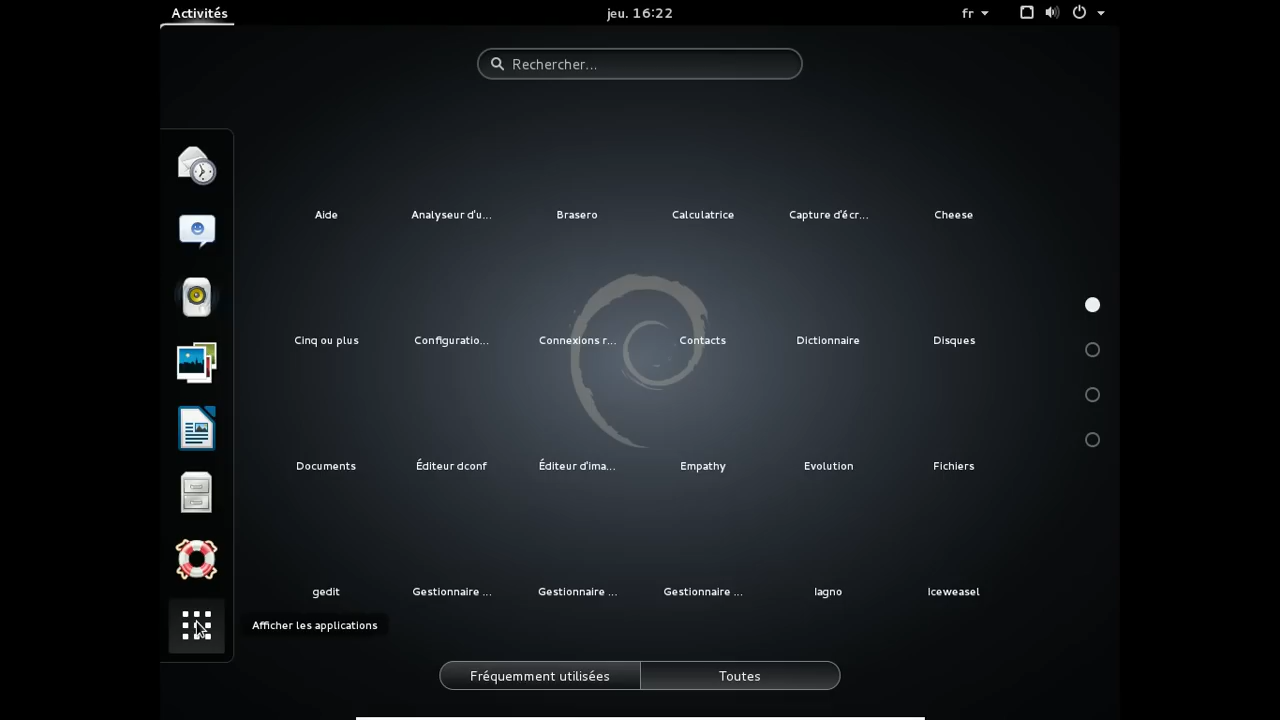 Activités
jeu. 16:22
fr
Rechercher...
Aide
Analyseur d'u...
Brasero
Calculatrice
Capture d'écr...
Cheese
Cinq ou plus
Configuratio...
Connexions r...
Contacts
Dictionnaire
Disques
Documents
Éditeur dconf
Éditeur d'ima...
Empathy
Evolution
Fichiers
gedit
Gestionnaire ...
Gestionnaire ...
Gestionnaire ...
Iagno
Iceweasel
Afficher les applications
Fréquemment utilisées
Toutes